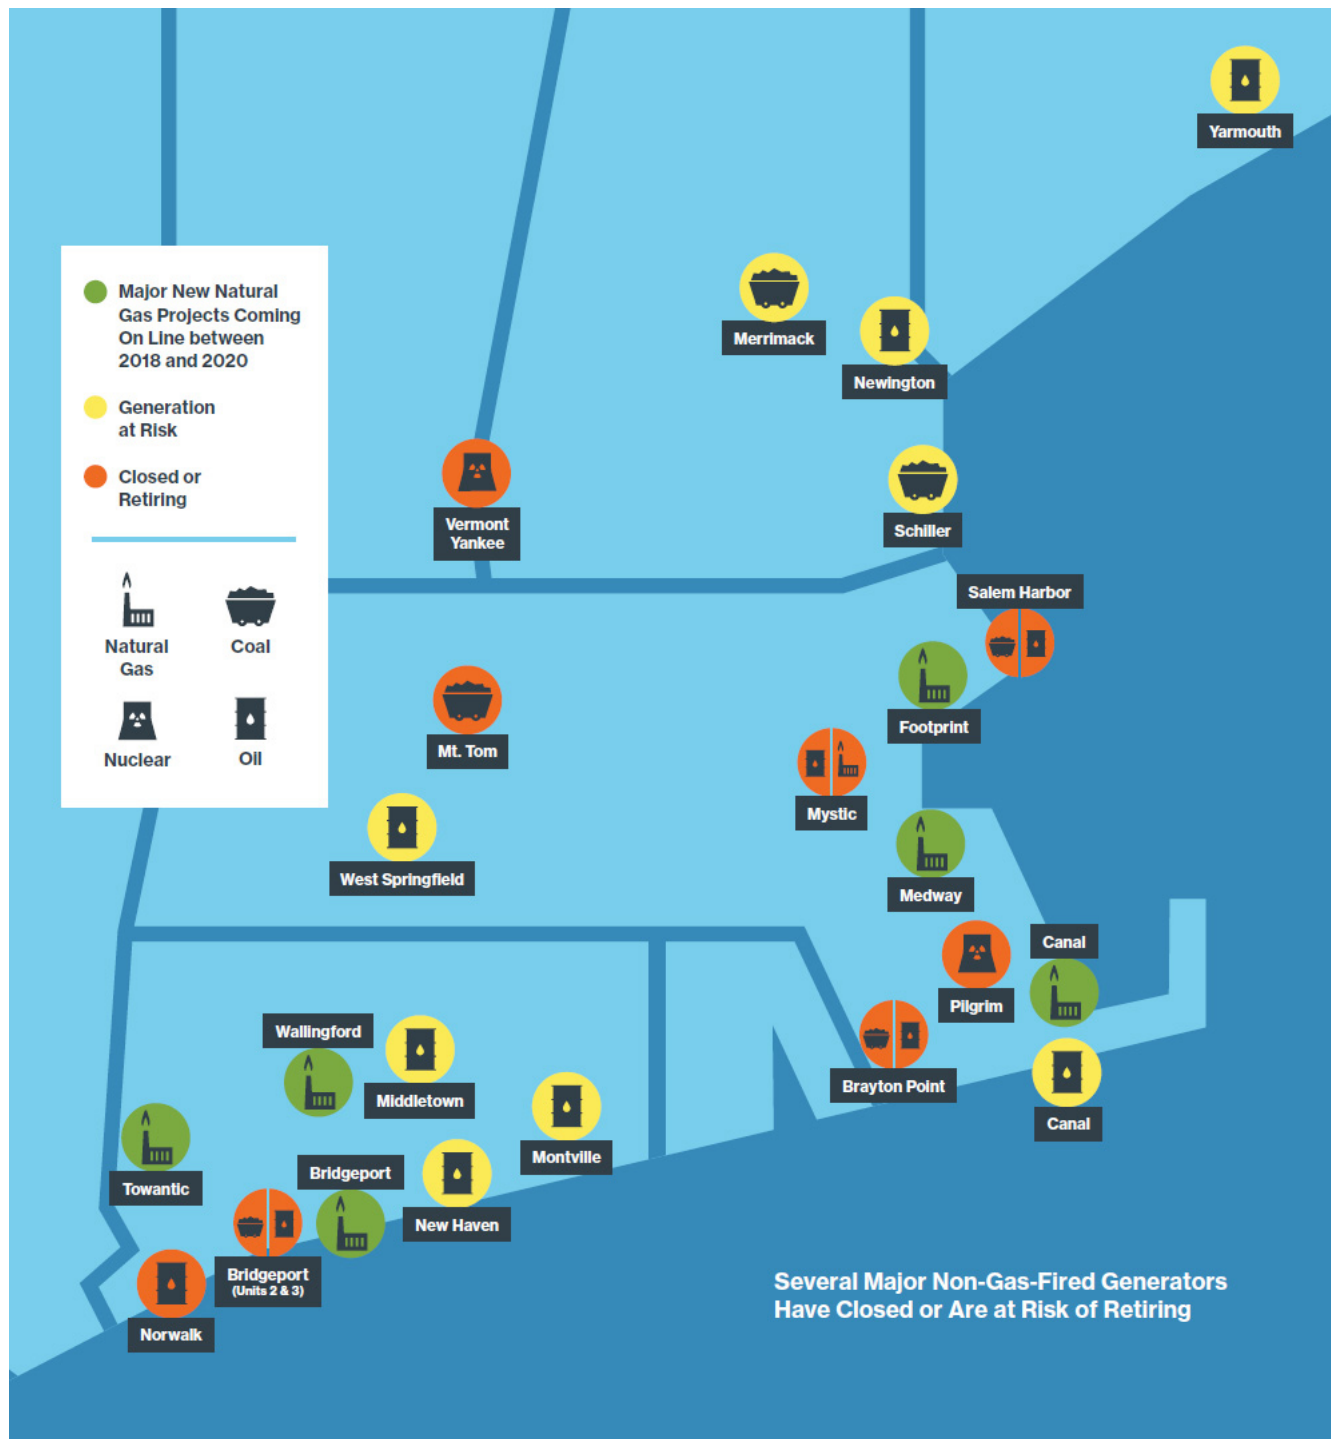 Yarmouth
Major New Natural
Gas Projects Coming
On Line between
2018 and 2020
Generation
at Risk
Closed or
Retiring
Natural
Gas
Coal
Nuclear
Oil
Merrimack
Newington
Vermont
Yankee
Schiller
Salem Harbor
Footprint
Mt. Tom
Mystic
West Springfield
Medway
Canal
Pilgrim
Wallingford
Brayton Point
Middletown
Canal
Montville
Bridgeport
Towantic
New Haven
Bridgeport
(Units 2 & 3)
Norwalk
Several Major Non-Gas-Fired Generators
Have Closed or Are at Risk of Retiring